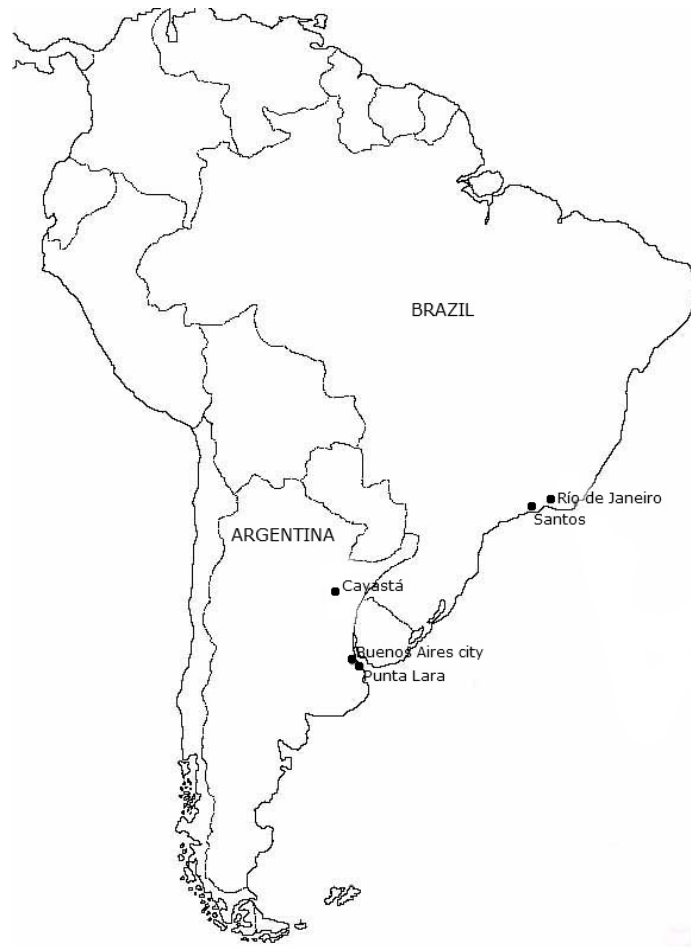 BRAZIL
Río de Janeiro
Santos
ARGENTINA
Cayastá
Buenos Aires city
Punta Lara